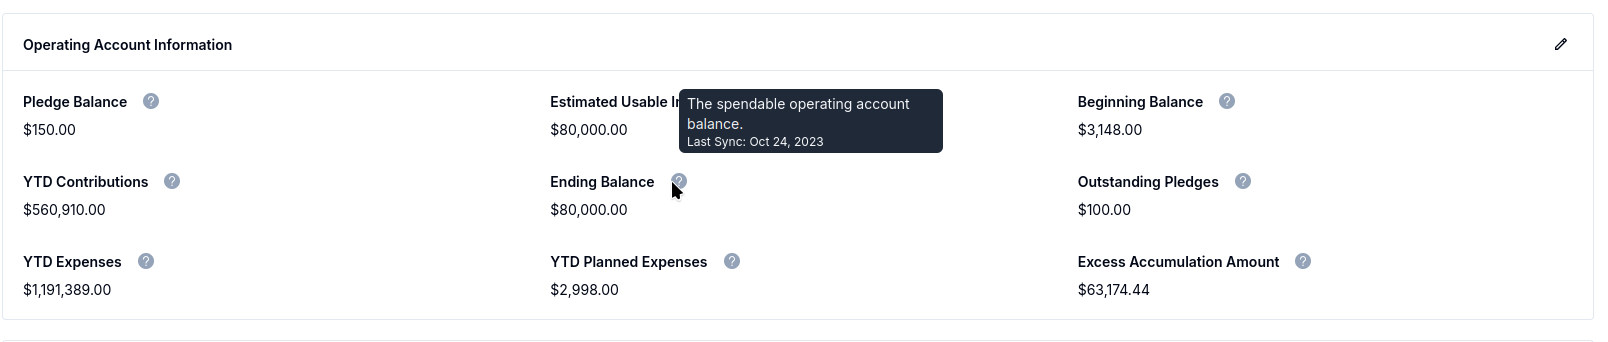 Operating Account Information
Pledge Balance ?
$150.00
Estimated Usable
$80,000.00
The spendable operating account
balance.
Last Sync: Oct 24, 2023
Beginning Balance ?
$3,148.00
YTD Contributions ?
$560,910.00
Ending Balance ?
$80,000.00
Outstanding Pledges ?
$100.00
YTD Expenses ?
$1,191,389.00
YTD Planned Expenses ?
$2,998.00
Excess Accumulation Amount ?
$63,174.44